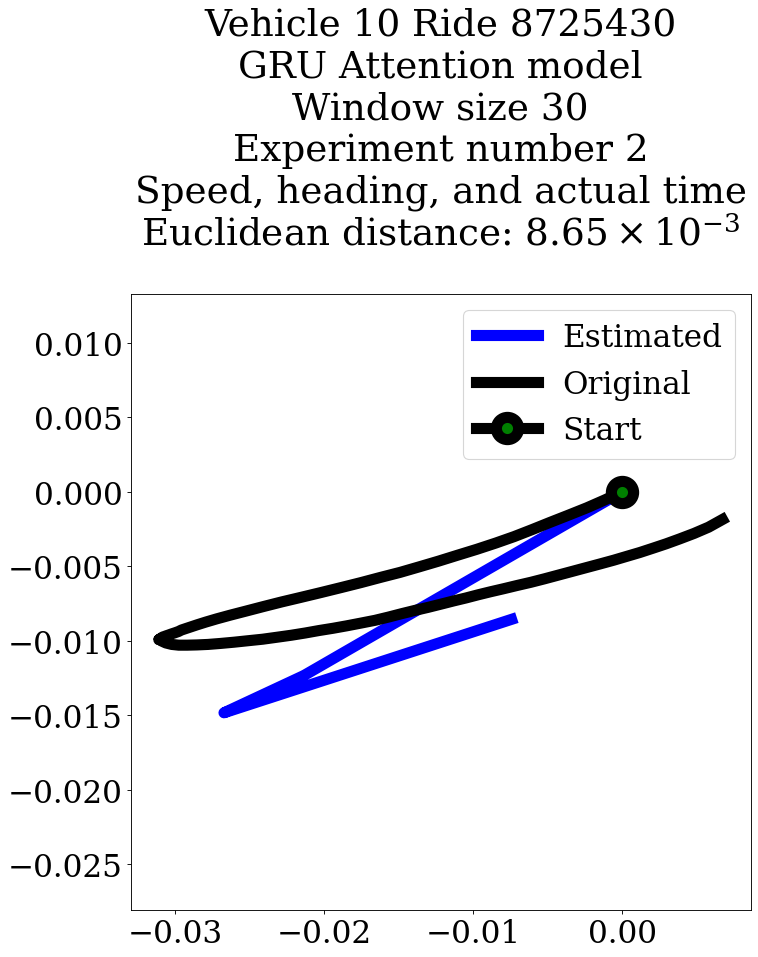 Vehicle 10 Ride 8725430
GRU Attention model
Window size 30
Experiment number 2
Speed, heading, and actual time
Euclidean distance: 8.65 × 10⁻³
Estimated
Original
Start
0.010
0.005
0.000
−0.005
−0.010
−0.015
−0.020
−0.025
−0.03 −0.02 −0.01 0.00